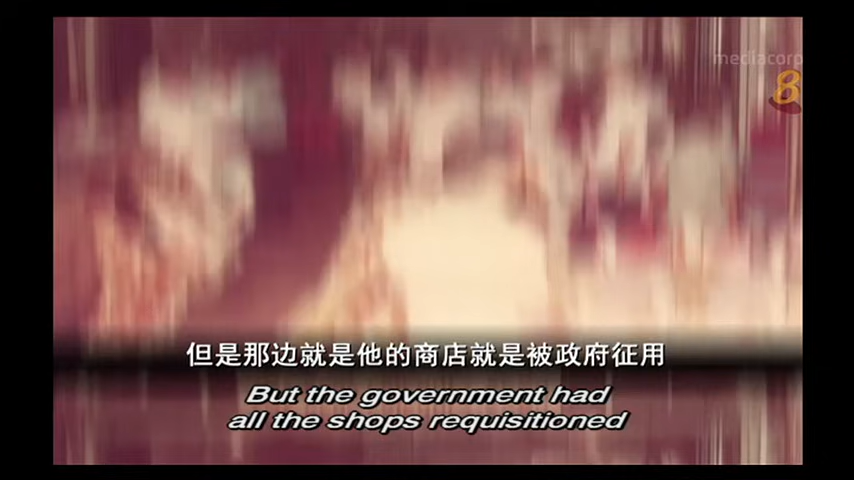 mediacorp
8
但是那边就是他的商店就是被政府征用
But the government had
all the shops requisitioned